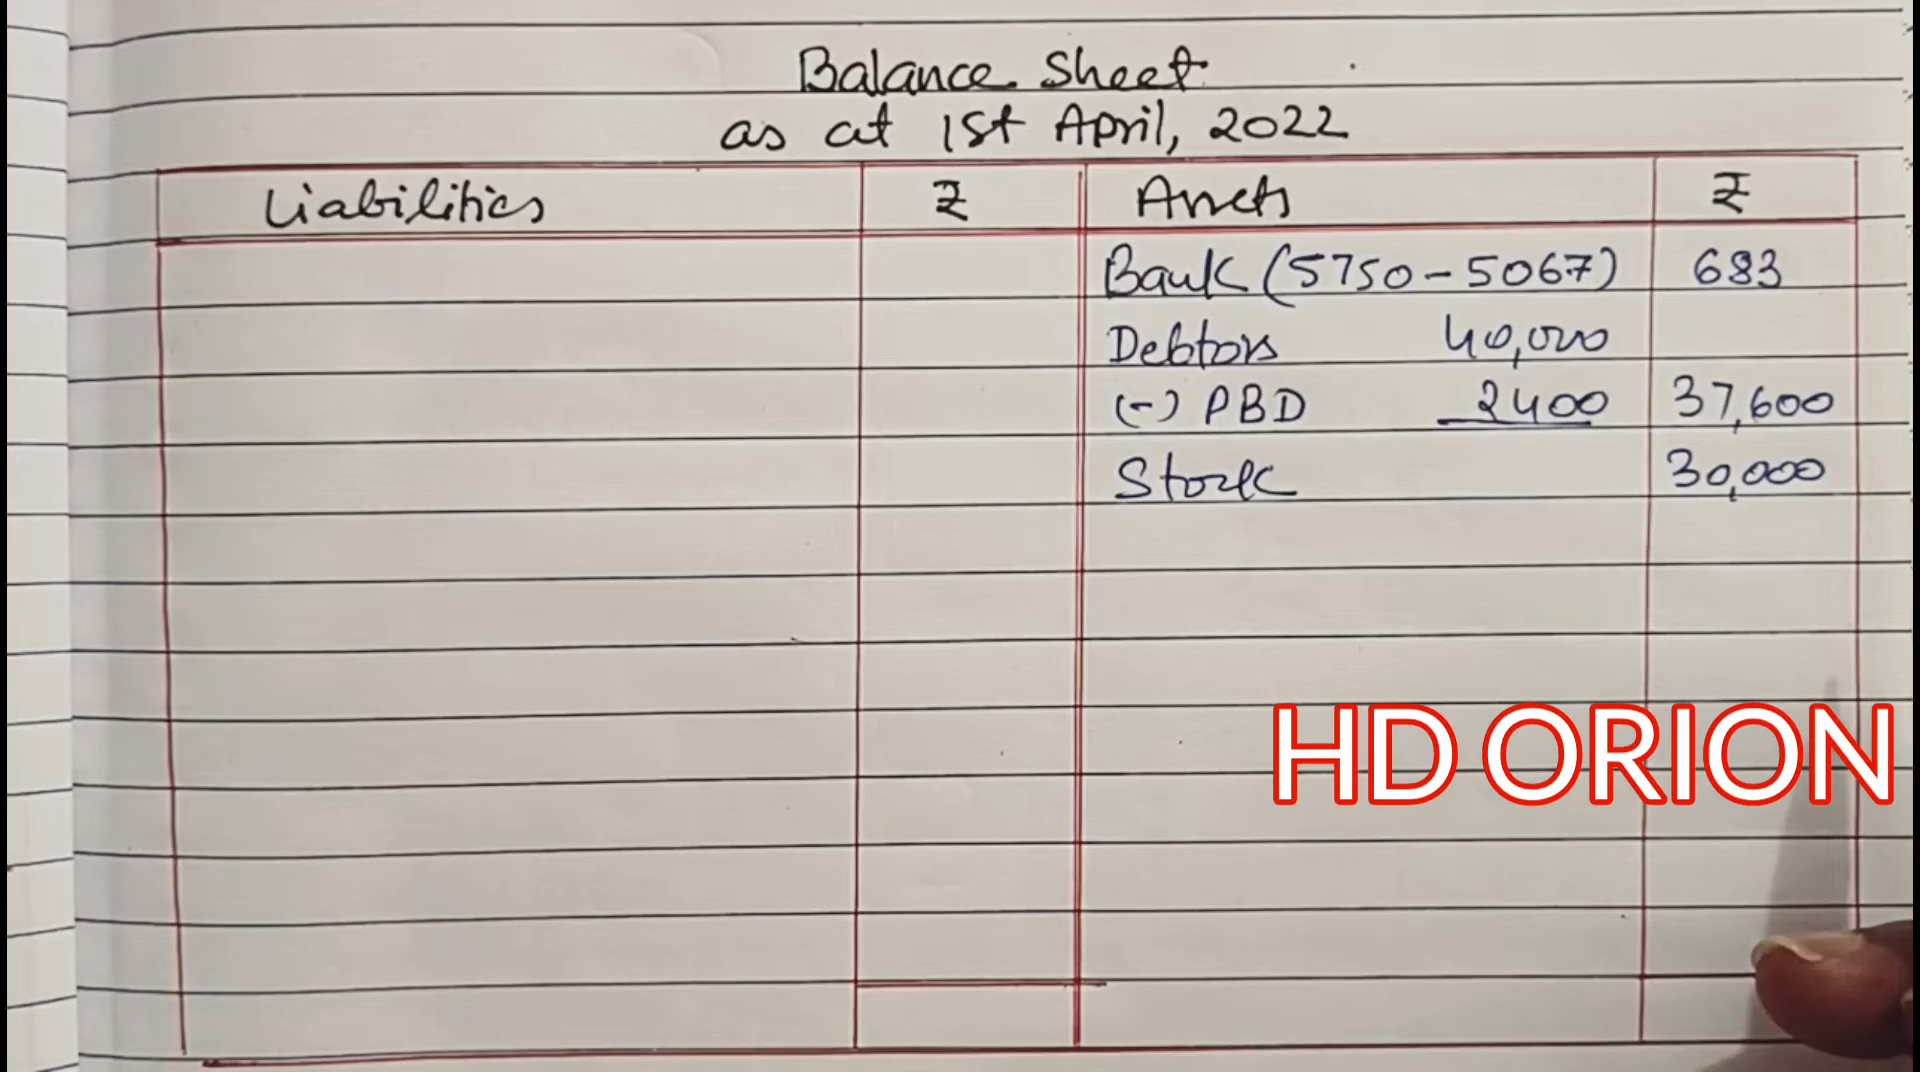 Balance Sheet
as at 1st April, 2022
Liabilities ₹ Assets ₹
Bank (5750-5067) 683
Debtors 40,000
(-) PBD 2400 37,600
Stock 30,000
HD ORION